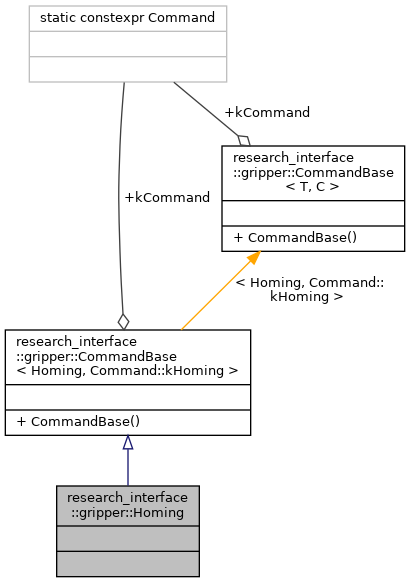 static constexpr Command
+kCommand
research_interface
::gripper::CommandBase
< T, C >
+ CommandBase()
+kCommand
< Homing, Command::
kHoming >
research_interface
::gripper::CommandBase
< Homing, Command::kHoming >
+ CommandBase()
research_interface
::gripper::Homing